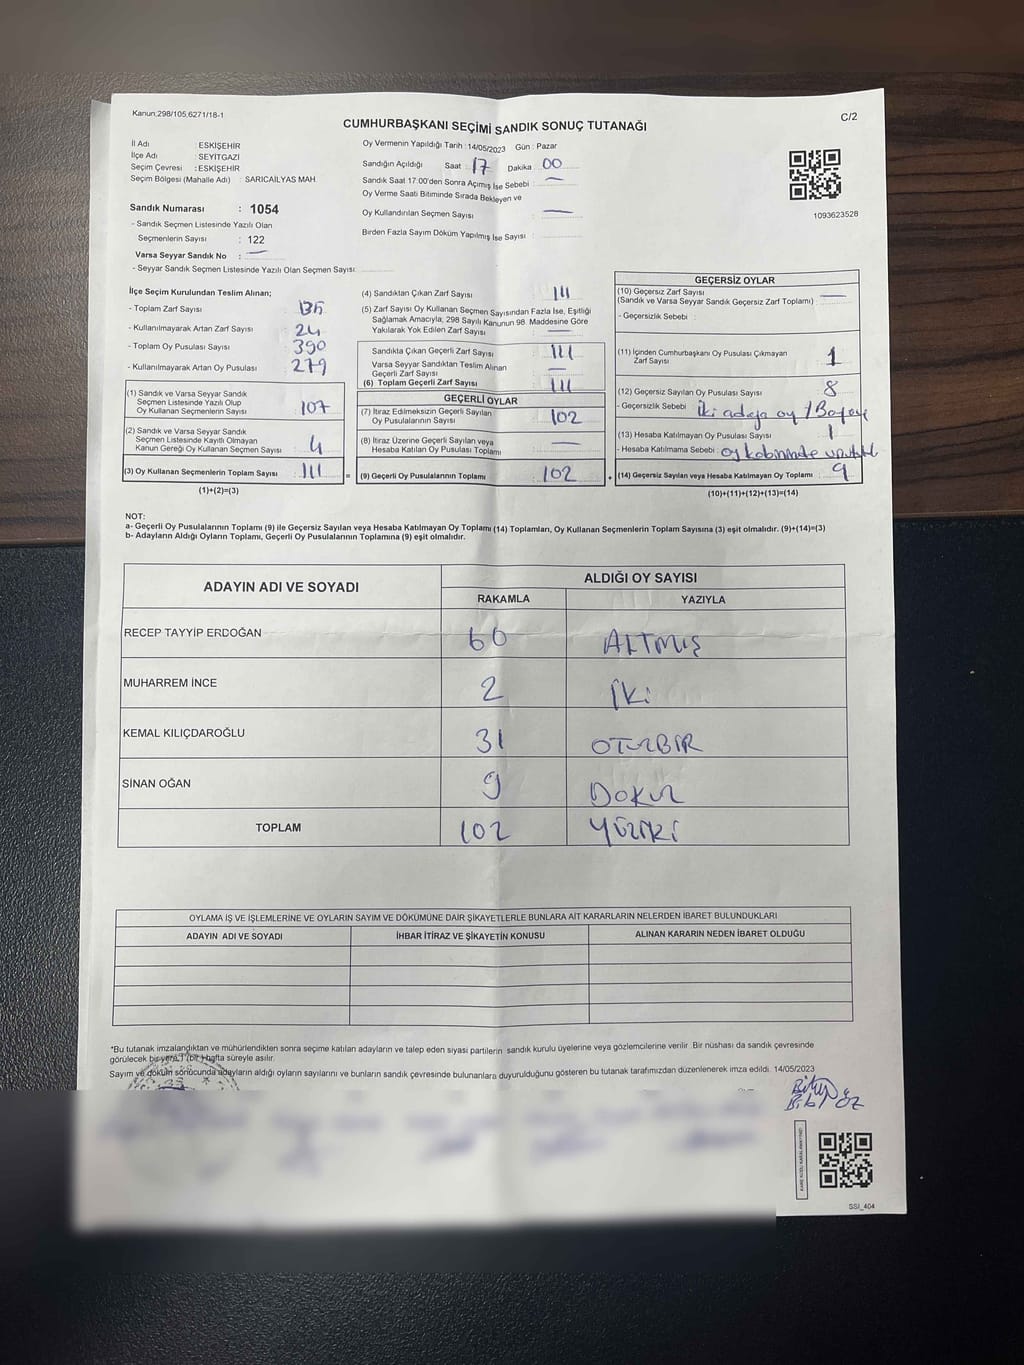 Kanun;298/105,6271/18-1
CUMHURBAŞKANI SEÇİMİ SANDIK SONUÇ TUTANAĞI
C/2
İl Adı : ESKİŞEHİR
İlçe Adı : SEYİTGAZİ
Seçim Çevresi : ESKİŞEHİR
Seçim Bölgesi (Mahalle Adı) : SARICAİLYAS MAH.
Sandık Numarası : 1054
- Sandık Seçmen Listesinde Yazılı Olan
Seçmenlerin Sayısı : 122
Varsa Seyyar Sandık No : —
- Seyyar Sandık Seçmen Listesinde Yazılı Olan Seçmen Sayısı:
Oy Vermenin Yapıldığı Tarih : 14/05/2023 Gün : Pazar
Sandığın Açıldığı Saat : 17 Dakika 00
Sandık Saat 17:00'den Sonra Açımış İse Sebebi : —
Oy Verme Saati Bitiminde Sırada Bekleyen ve
Oy Kullandırılan Seçmen Sayısı : —
Birden Fazla Sayım Döküm Yapılmış İse Sayısı :
1093623528
İlçe Seçim Kurulundan Teslim Alınan;
- Toplam Zarf Sayısı : 135
- Kullanılmayarak Artan Zarf Sayısı : 24
- Toplam Oy Pusulası Sayısı : 390
- Kullanılmayarak Artan Oy Pusulası : 279
(1) Sandık ve Varsa Seyyar Sandık
Seçmen Listesinde Yazılı Olup
Oy Kullanan Seçmenlerin Sayısı : 107
(2) Sandık ve Varsa Seyyar Sandık
Seçmen Listesinde Kayıtlı Olmayan
Kanun Gereği Oy Kullanan Seçmen Sayısı : 4
(3) Oy Kullanan Seçmenlerin Toplam Sayısı : 111
(1)+(2)=(3)
(4) Sandıktan Çıkan Zarf Sayısı : 111
(5) Zarf Sayısı Oy Kullanan Seçmen Sayısından Fazla İse, Eşitliği
Sağlamak Amacıyla; 298 Sayılı Kanunun 98. Maddesine Göre
Yakılarak Yok Edilen Zarf Sayısı : —
Sandıkta Çıkan Geçerli Zarf Sayısı : 111
Varsa Seyyar Sandıktan Teslim Alınan
Geçerli Zarf Sayısı : —
(6) Toplam Geçerli Zarf Sayısı : 111
GEÇERLİ OYLAR
(7) İtiraz Edilmeksizin Geçerli Sayılan
Oy Pusulalarının Sayısı : 102
(8) İtiraz Üzerine Geçerli Sayılan veya
Hesaba Katılan Oy Pusulası Toplamı : —
= (9) Geçerli Oy Pusulalarının Toplamı : 102
GEÇERSİZ OYLAR
(10) Geçersiz Zarf Sayısı
(Sandık ve Varsa Seyyar Sandık Geçersiz Zarf Toplamı) : —
- Geçersizlik Sebebi :
(11) İçinden Cumhurbaşkanı Oy Pusulası Çıkmayan
Zarf Sayısı : 1
(12) Geçersiz Sayılan Oy Pusulası Sayısı : 8
- Geçersizlik Sebebi : iki adaya oy /
(13) Hesaba Katılmayan Oy Pusulası Sayısı : 1
- Hesaba Katılmama Sebebi : oy kabininde
(14) Geçersiz Sayılan veya Hesaba Katılmayan Oy Toplamı : 9
(10)+(11)+(12)+(13)=(14)
NOT:
a- Geçerli Oy Pusulalarının Toplamı (9) ile Geçersiz Sayılan veya Hesaba Katılmayan Oy Toplamı (14) Toplamları, Oy Kullanan Seçmenlerin Toplam Sayısına (3) eşit olmalıdır. (9)+(14)=(3)
b- Adayların Aldığı Oyların Toplamı, Geçerli Oy Pusulalarının Toplamına (9) eşit olmalıdır.
ADAYIN ADI VE SOYADI
ALDIĞI OY SAYISI
RAKAMLA YAZIYLA
RECEP TAYYİP ERDOĞAN 60 ALTMIŞ
MUHARREM İNCE 2 İKİ
KEMAL KILIÇDAROĞLU 31 OTUZBİR
SİNAN OĞAN 9 DOKUZ
TOPLAM 102 YÜZİKİ
OYLAMA İŞ VE İŞLEMLERİNE VE OYLARIN SAYIM VE DÖKÜMÜNE DAİR ŞİKAYETLERLE BUNLARA AİT KARARLARIN NELERDEN İBARET BULUNDUKLARI
ADAYIN ADI VE SOYADI İHBAR İTİRAZ VE ŞİKAYETİN KONUSU ALINAN KARARIN NEDEN İBARET OLDUĞU
*Bu tutanak imzalandıktan ve mühürlendikten sonra seçime katılan adayların ve talep eden siyasi partilerin sandık kurulu üyelerine veya gözlemcilerine verilir. Bir nüshası da sandık çevresinde
görülecek bir yere 1 (bir) hafta süreyle asılır.
Sayım ve döküm sonucunda adayların aldığı oyların sayılarını ve bunların sandık çevresinde bulunanlara duyurulduğunu gösteren bu tutanak tarafımızdan düzenlenerek imza edildi. 14/05/2023
SSİ_404